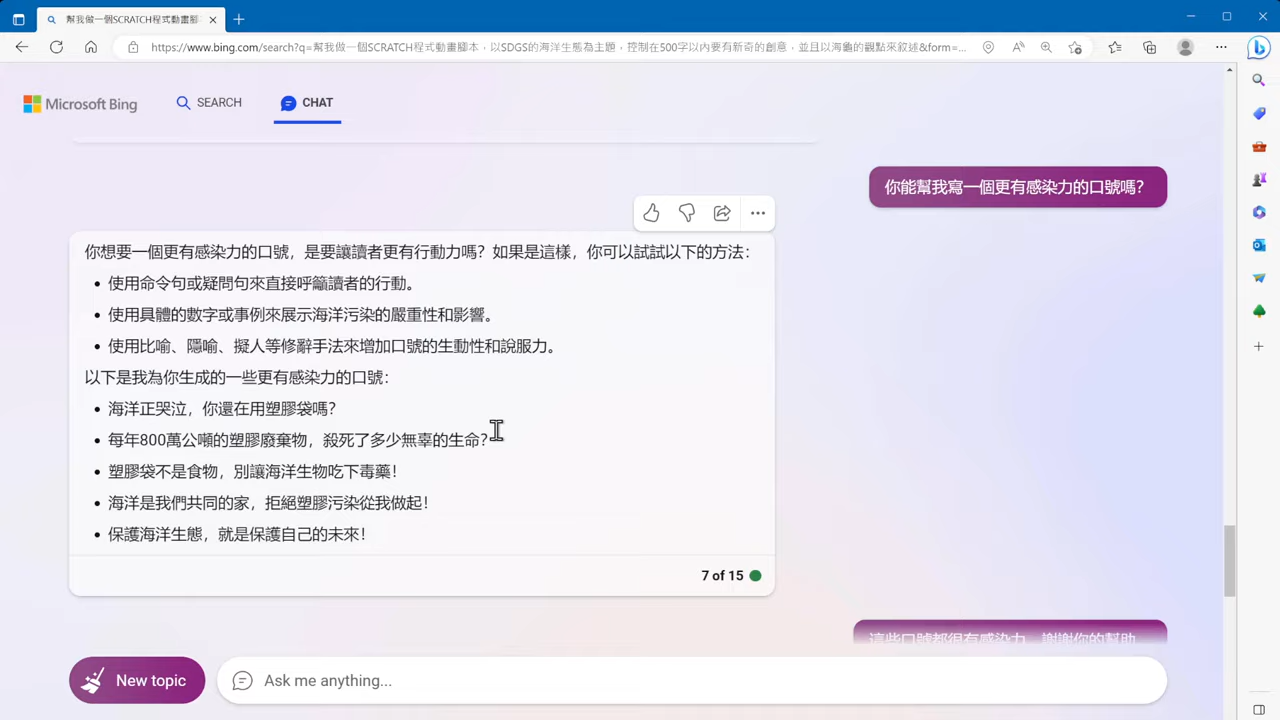 幫我做一個SCRATCH程式動畫腳本
https://www.bing.com/search?q=幫我做一個SCRATCH程式動畫腳本，以SDGS的海洋生態為主題，控制在500字以內要有新奇的創意，並且以海龜的觀點來敘述&form=...
Microsoft Bing
SEARCH
CHAT
你能幫我寫一個更有感染力的口號嗎？
你想要一個更有感染力的口號，是要讓讀者更有行動力嗎？如果是這樣，你可以試試以下的方法：
• 使用命令句或疑問句來直接呼籲讀者的行動。
• 使用具體的數字或事例來展示海洋污染的嚴重性和影響。
• 使用比喻、隱喻、擬人等修辭手法來增加口號的生動性和說服力。
以下是我為你生成的一些更有感染力的口號：
• 海洋正哭泣，你還在用塑膠袋嗎？
• 每年800萬公噸的塑膠廢棄物，殺死了多少無辜的生命？
• 塑膠袋不是食物，別讓海洋生物吃下毒藥！
• 海洋是我們共同的家，拒絕塑膠污染從我做起！
• 保護海洋生態，就是保護自己的未來！
7 of 15
這些口號都很有感染力，謝謝你的幫助
New topic
Ask me anything...